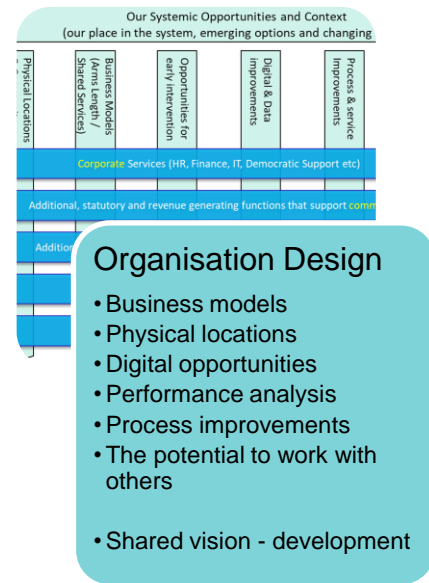 Our Systemic Opportunities and Context
(our place in the system, emerging options and changing
Physical Locations
Business Models
(Arms Length /
Shared Services)
Opportunities for
early intervention
Digital & Data
improvements
Process & service
Improvements
Corporate Services (HR, Finance, IT, Democratic Support etc)
Additional, statutory and revenue generating functions that support comm
Additio
Organisation Design
• Business models
• Physical locations
• Digital opportunities
• Performance analysis
• Process improvements
• The potential to work with
others
• Shared vision - development